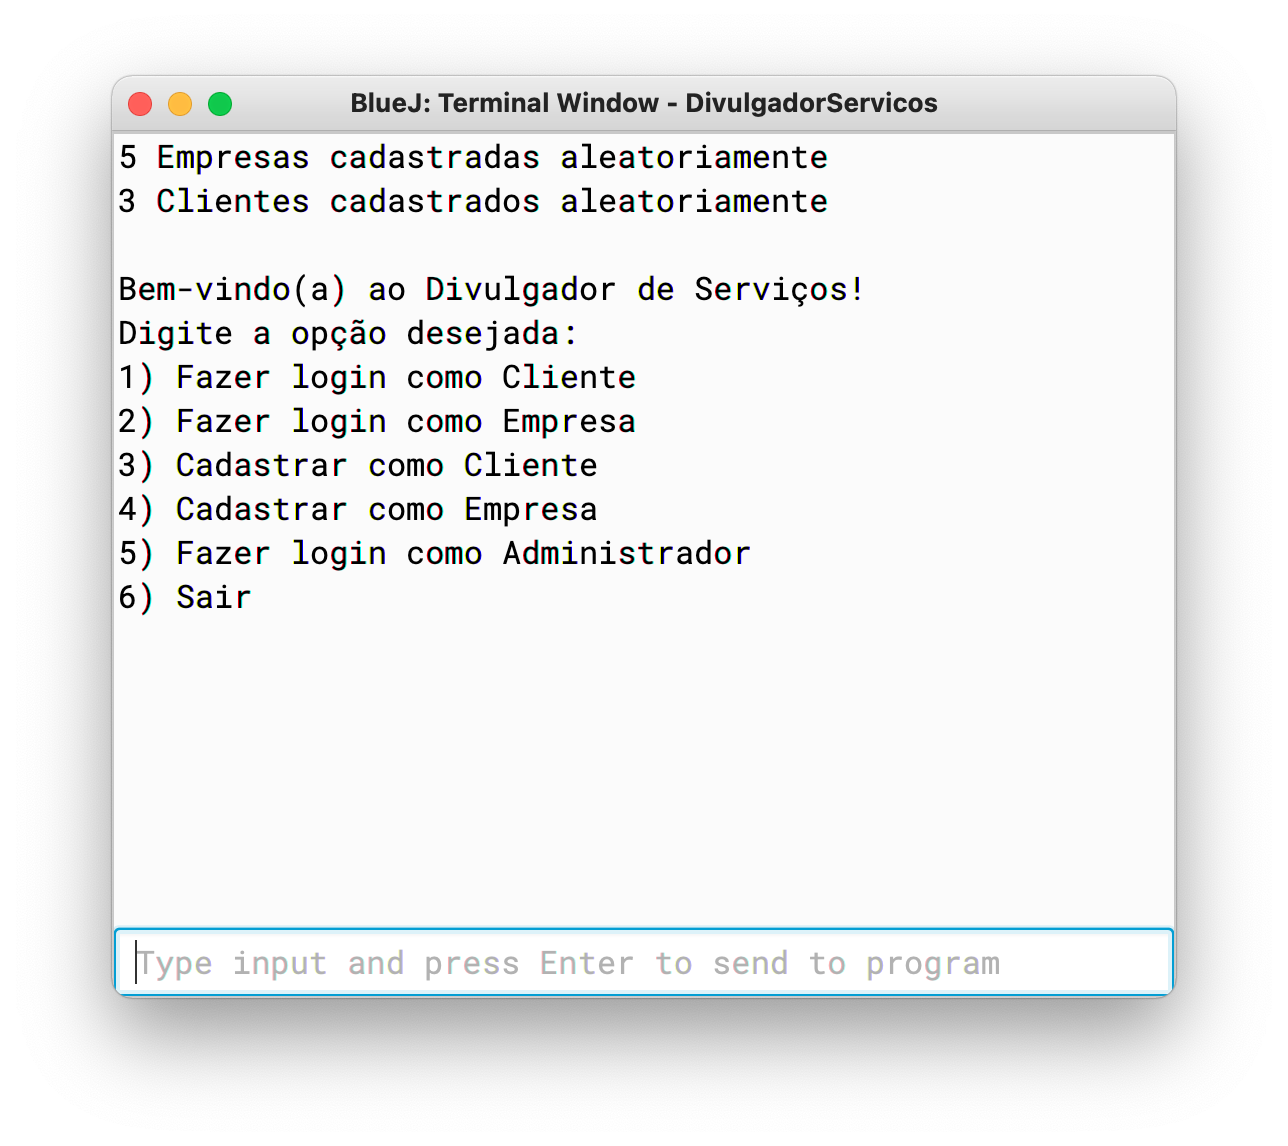 BlueJ: Terminal Window - DivulgadorServicos
5 Empresas cadastradas aleatoriamente
3 Clientes cadastrados aleatoriamente
Bem-vindo(a) ao Divulgador de Serviços!
Digite a opção desejada:
1) Fazer login como Cliente
2) Fazer login como Empresa
3) Cadastrar como Cliente
4) Cadastrar como Empresa
5) Fazer login como Administrador
6) Sair
Type input and press Enter to send to program